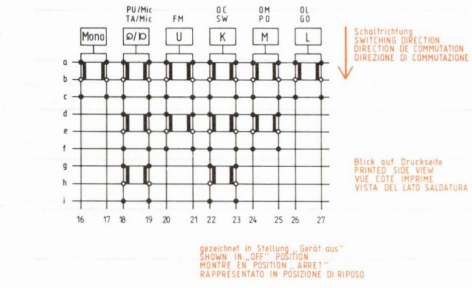 PU/Mic
TA/Mic
FM
OC
SW
OM
PO
OL
GO
Mono
U
K
M
L
Schaltrichtung
SWITCHING DIRECTION
DIRECTION DE COMMUTATION
DIREZIONE DI COMMUTAZIONE
a
b
c
d
e
f
g
h
i
16 17 18 19 20 21 22 23 24 25 26 27
Blick auf Druckseite
PRINTED SIDE VIEW
VUE COTE IMPRIME
VISTA DEL LATO SALDATURA
gezeichnet in Stellung „Gerät aus"
SHOWN IN „OFF" POSITION
MONTRE EN POSITION „ARRET"
RAPPRESENTATO IN POSIZIONE DI RIPOSO